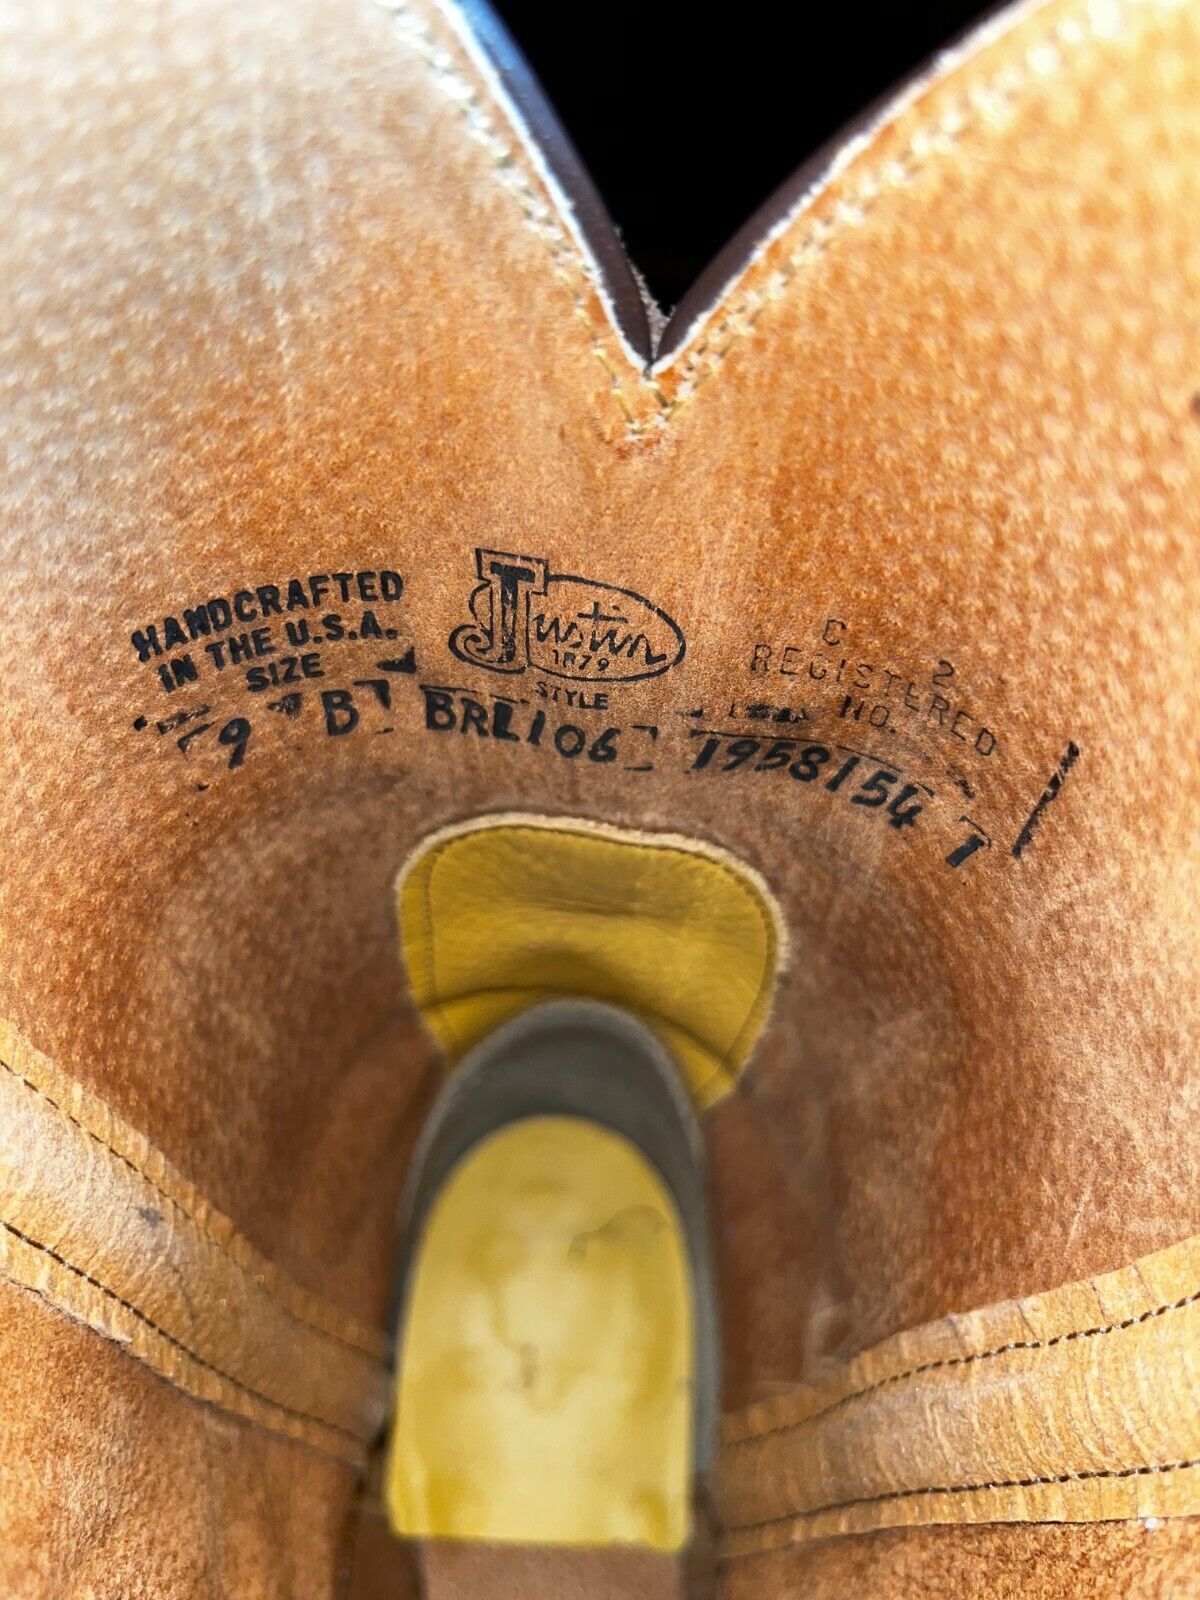 HANDCRAFTED
IN THE U.S.A.
SIZE
9 B
Justin
1879
STYLE
BRL106
C 2
REGISTERED
NO.
1958154 T